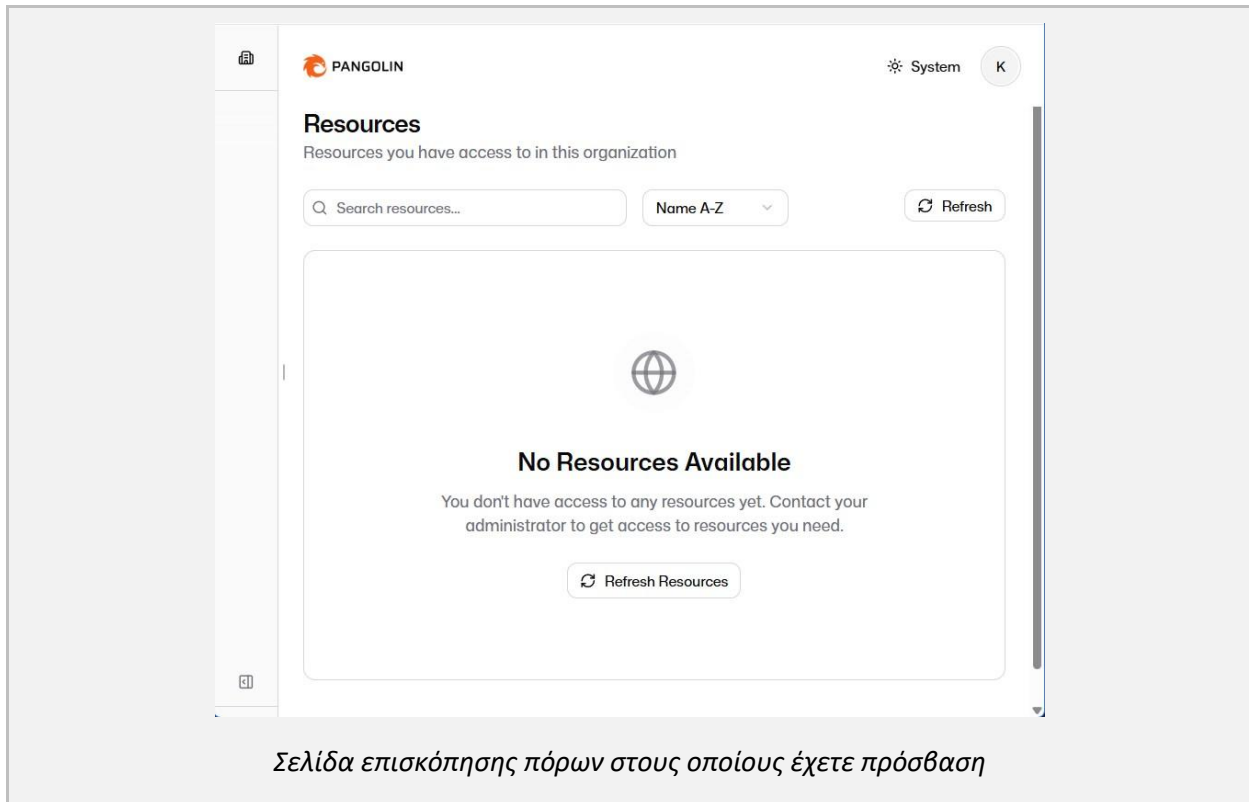 PANGOLIN
System
K
Resources
Resources you have access to in this organization
Search resources...
Name A-Z
Refresh
No Resources Available
You don't have access to any resources yet. Contact your
administrator to get access to resources you need.
Refresh Resources
Σελίδα επισκόπησης πόρων στους οποίους έχετε πρόσβαση